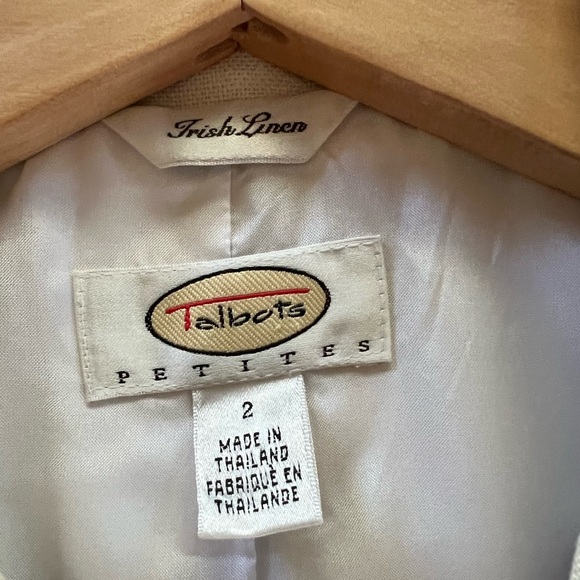 Irish Linen
Talbots
PETITES
2
MADE IN
THAILAND
FABRIQUÉ EN
THAILANDE